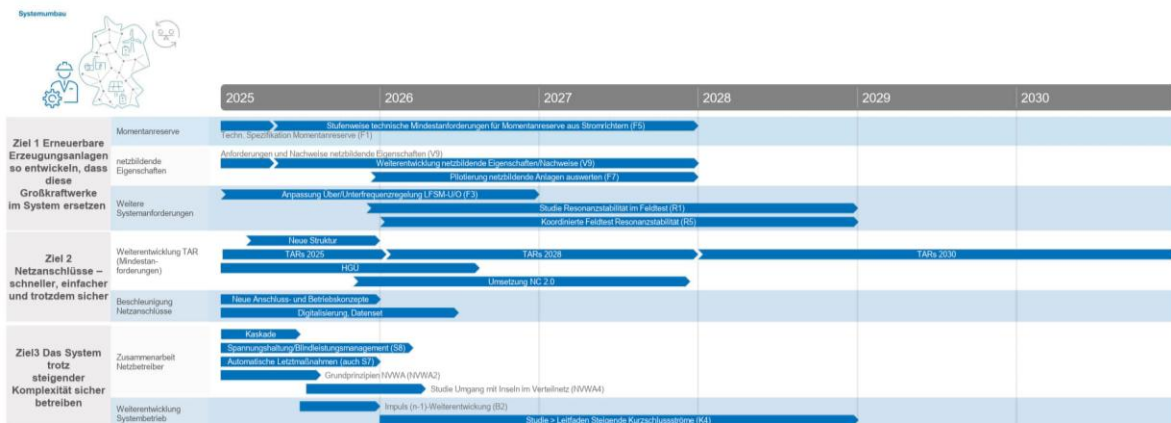 Systemumbau
2025 2026 2027 2028 2029 2030
Ziel 1 Erneuerbare
Erzeugungsanlagen
so entwickeln, dass
diese
Großkraftwerke
im System ersetzen
Momentanreserve
Stufenweise technische Mindestanforderungen für Momentanreserve aus Stromrichtern (F5)
Techn. Spezifikation Momentanreserve (F1)
netzbildende
Eigenschaften
Anforderungen und Nachweise netzbildende Eigenschaften (V9)
Weiterentwicklung netzbildende Eigenschaften/Nachweise (V9)
Pilotierung netzbildende Anlagen auswerten (F7)
Weitere
Systemanforderungen
Anpassung Über/Unterfrequenzregelung LFSM-U/O (F3)
Studie Resonanzstabilität im Feldtest (R1)
Koordinierte Feldtest Resonanzstabilität (R5)
Ziel 2
Netzanschlüsse –
schneller, einfacher
und trotzdem sicher
Weiterentwicklung TAR
(Mindestan-
forderungen)
Neue Struktur
TARs 2025 TARs 2028 TARs 2030
HGÜ
Umsetzung NC 2.0
Beschleunigung
Netzanschlüsse
Neue Anschluss- und Betriebskonzepte
Digitalisierung, Datenset
Ziel3 Das System
trotz
steigender
Komplexität sicher
betreiben
Zusammenarbeit
Netzbetreiber
Kaskade
Spannungshaltung/Blindleistungsmanagement (S8)
Automatische Letztmaßnahmen (auch S7)
Grundprinzipien NVWA (NVWA2)
Studie Umgang mit Inseln im Verteilnetz (NVWA4)
Weiterentwicklung
Systembetrieb
Impuls (n-1)-Weiterentwickung (B2)
Studie > Leitfaden Steigende Kurzschlussströme (K4)